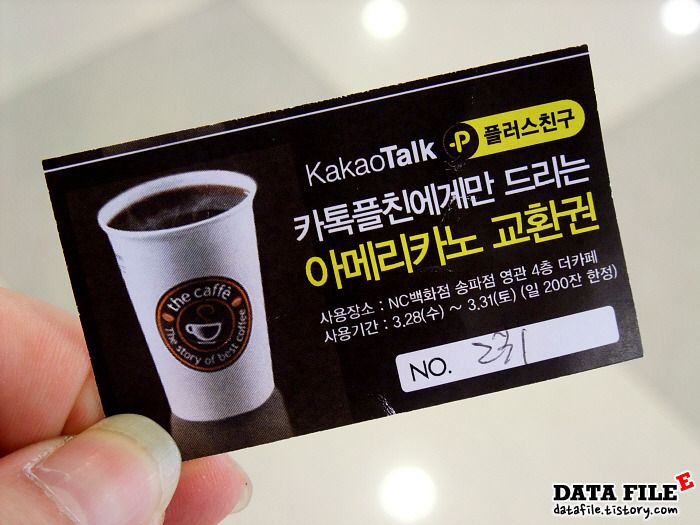 KakaoTalk P 플러스친구
카톡플친에게만 드리는
아메리카노 교환권
사용장소 : NC백화점 송파점 영관 4층 더카페
사용기간 : 3.28(수) ~ 3.31(토) (일 200잔 한정)
NO.
the caffé
The story of best coffee
DATA FILE E
datafile.tistory.com